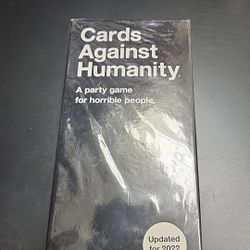 Cards
Against
Humanity
A party game
for horrible people.
Updated
for 2022